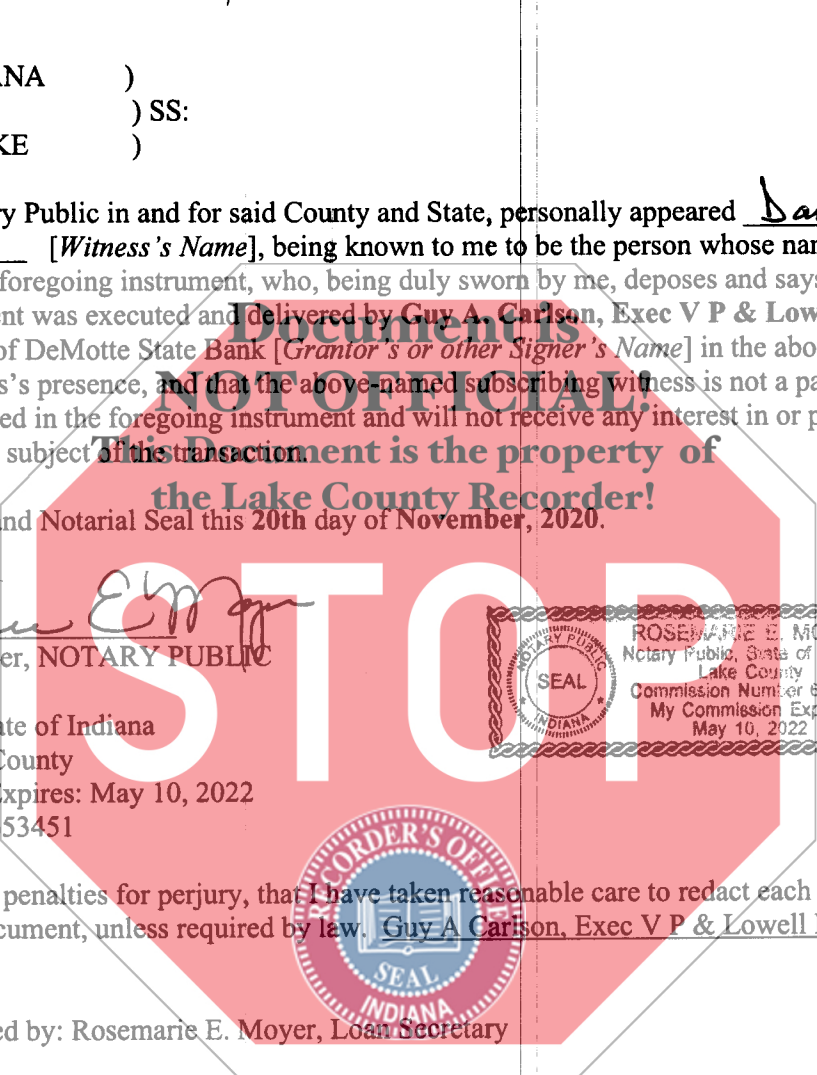 ANA )
) SS:
KE )
ry Public in and for said County and State, personally appeared Da
[Witness's Name], being known to me to be the person whose nam
foregoing instrument, who, being duly sworn by me, deposes and says
nt was executed and delivered by Guy A. Carlson, Exec V P & Low
of DeMotte State Bank [Grantor's or other Signer's Name] in the abo
s's presence, and that the above-named subscribing witness is not a pa
ed in the foregoing instrument and will not receive any interest in or p
subject of the transaction.
Document is
NOT OFFICIAL!
This Document is the property of
the Lake County Recorder!
nd Notarial Seal this 20th day of November, 2020.
STOP
er, NOTARY PUBLIC
ate of Indiana
County
Expires: May 10, 2022
53451
NOTARY PUBLIC
SEAL
INDIANA
ROSEMARIE E. MO
Notary Public, State of
Lake County
Commission Number 6
My Commission Exp
May 10, 2022
penalties for perjury, that I have taken reasonable care to redact each
cument, unless required by law. Guy A Carlson, Exec V P & Lowell
RECORDER'S OFFICE
SEAL
INDIANA
ed by: Rosemarie E. Moyer, Loan Secretary